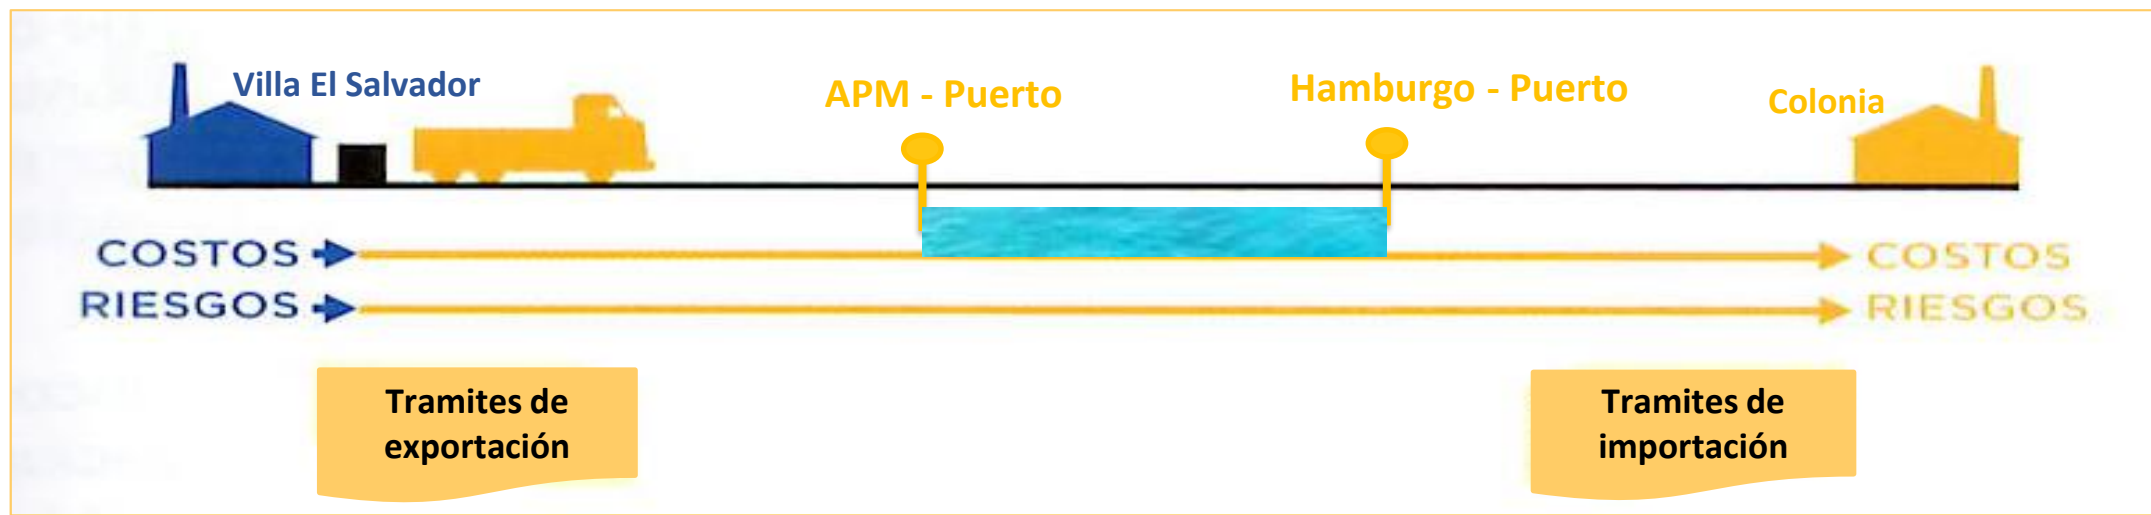 Villa El Salvador
APM - Puerto
Hamburgo - Puerto
Colonia
COSTOS
COSTOS
RIESGOS
RIESGOS
Tramites de
exportación
Tramites de
importación